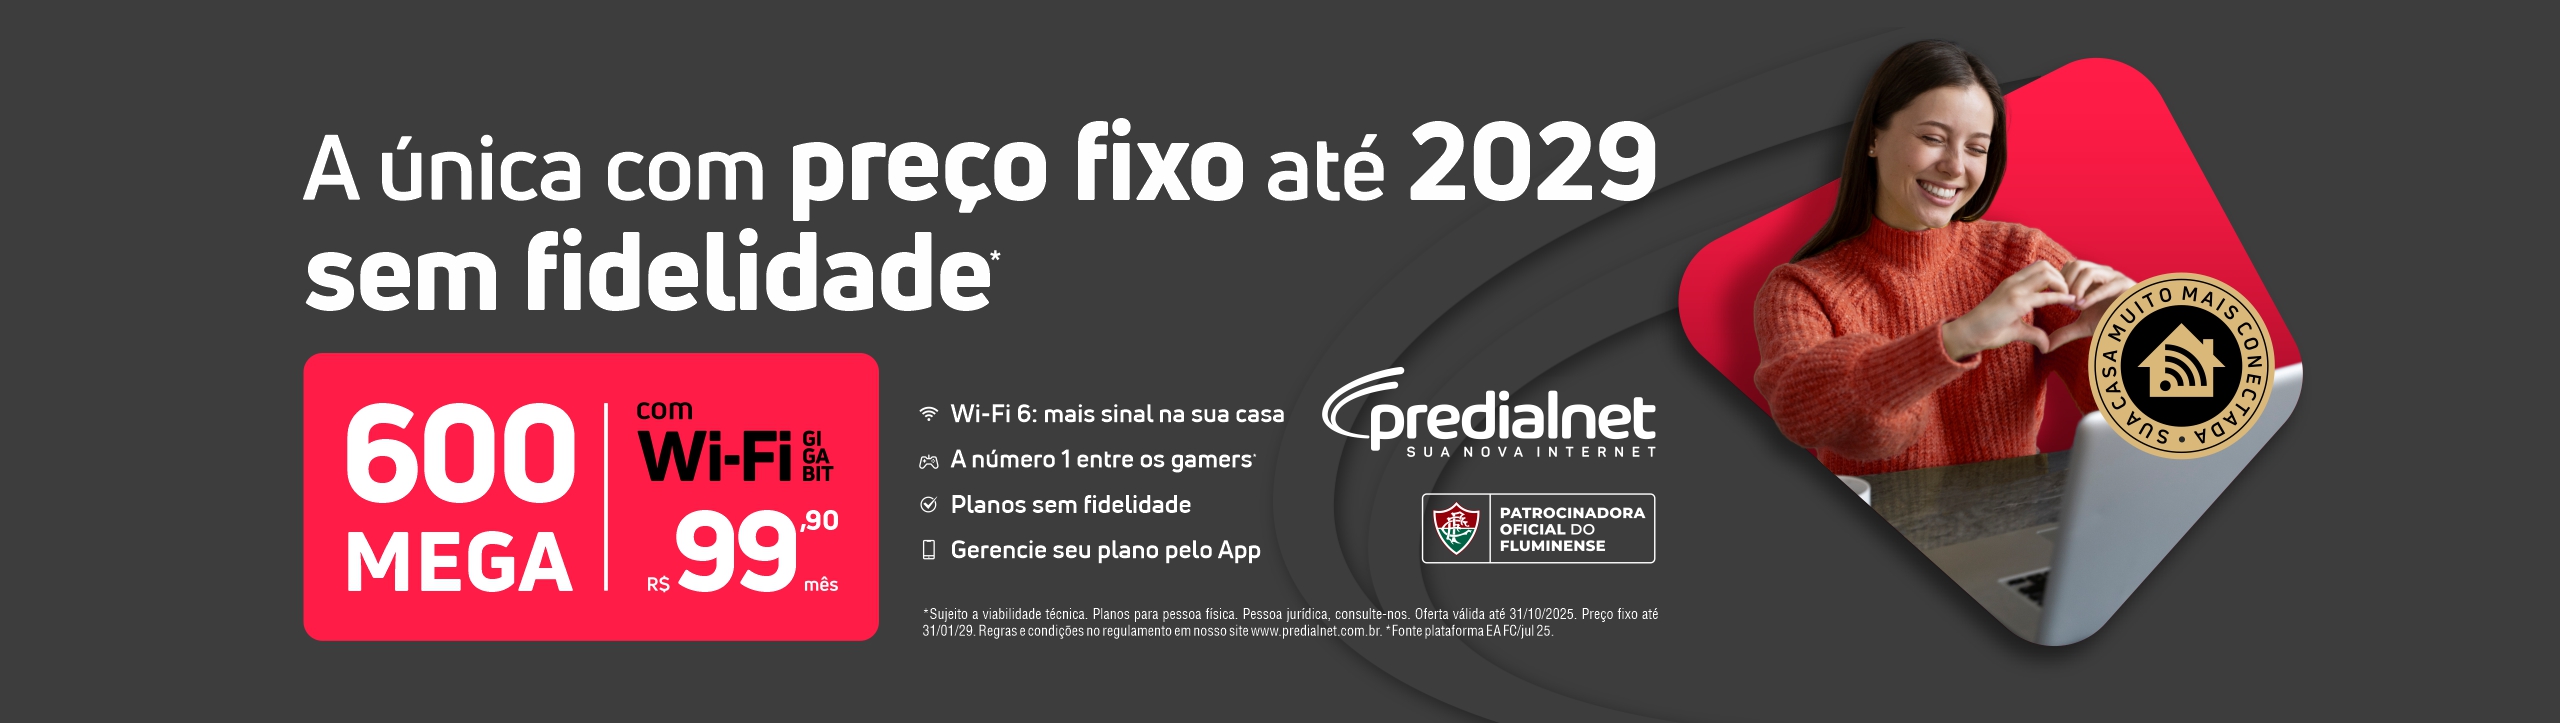 A única com preço fixo até 2029
sem fidelidade*
600
MEGA
com
Wi-Fi GI
GA
BIT
R$ 99,90
mês
Wi-Fi 6: mais sinal na sua casa
A número 1 entre os gamers*
Planos sem fidelidade
Gerencie seu plano pelo App
predialnet
SUA NOVA INTERNET
PATROCINADORA
OFICIAL DO
FLUMINENSE
*Sujeito a viabilidade técnica. Planos para pessoa física. Pessoa jurídica, consulte-nos. Oferta válida até 31/10/2025. Preço fixo até
31/01/29. Regras e condições no regulamento em nosso site www.predialnet.com.br. *Fonte plataforma EA FC/jul 25.
SUA CASA MUITO MAIS CONECTADA •